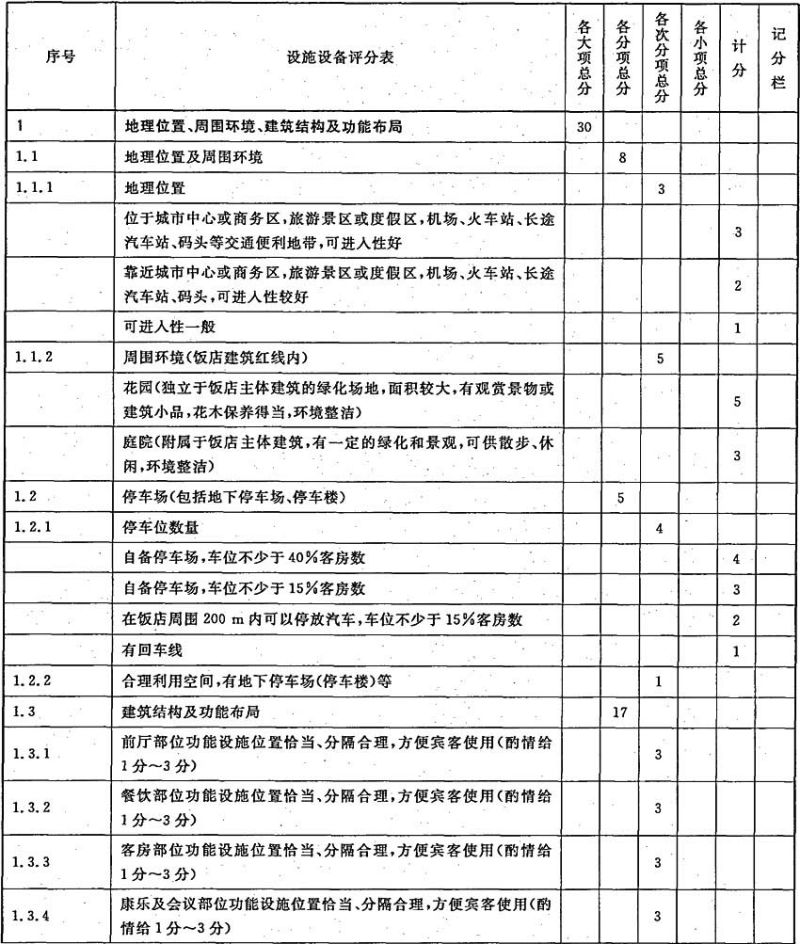 序号 设施设备评分表 各大项总分 各分项总分 各次分项总分 各小项总分 计分 记分栏
1 地理位置、周围环境、建筑结构及功能布局 30
1.1 地理位置及周围环境 8
1.1.1 地理位置 3
位于城市中心或商务区,旅游景区或度假区,机场、火车站、长途
汽车站、码头等交通便利地带,可进入性好 3
靠近城市中心或商务区,旅游景区或度假区,机场、火车站、长途
汽车站、码头,可进入性较好 2
可进入性一般 1
1.1.2 周围环境(饭店建筑红线内) 5
花园(独立于饭店主体建筑的绿化场地,面积较大,有观赏景物或
建筑小品,花木保养得当,环境整洁) 5
庭院(附属于饭店主体建筑,有一定的绿化和景观,可供散步、休
闲,环境整洁) 3
1.2 停车场(包括地下停车场、停车楼) 5
1.2.1 停车位数量 4
自备停车场,车位不少于40%客房数 4
自备停车场,车位不少于15%客房数 3
在饭店周围200 m内可以停放汽车,车位不少于15%客房数 2
有回车线 1
1.2.2 合理利用空间,有地下停车场(停车楼)等 1
1.3 建筑结构及功能布局 17
1.3.1 前厅部位功能设施位置恰当、分隔合理,方便宾客使用(酌情给
1分~3分) 3
1.3.2 餐饮部位功能设施位置恰当、分隔合理,方便宾客使用(酌情给
1分~3分) 3
1.3.3 客房部位功能设施位置恰当、分隔合理,方便宾客使用(酌情给
1分~3分) 3
1.3.4 康乐及会议部位功能设施位置恰当、分隔合理,方便宾客使用(酌
情给1分~3分) 3